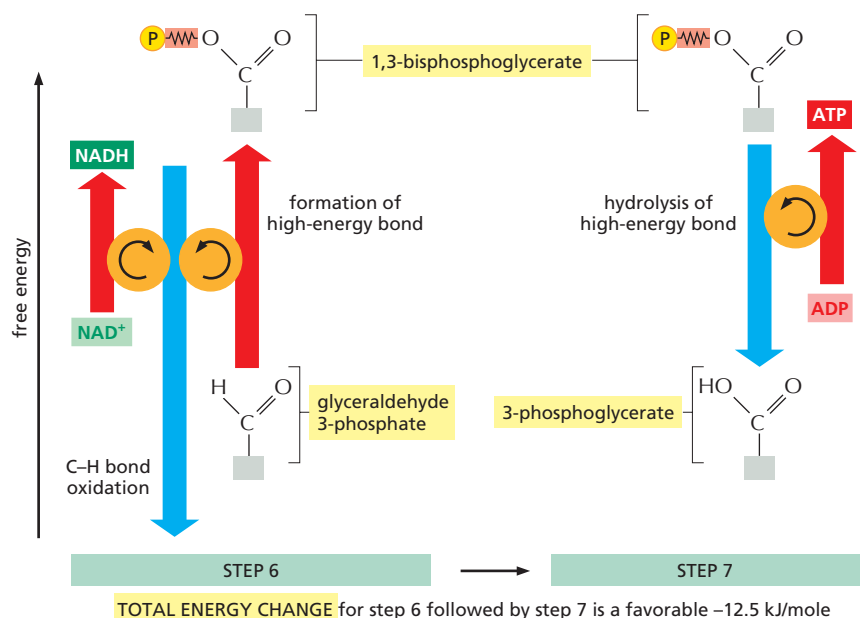 P O O
C
1,3-bisphosphoglycerate
P O O
C
free energy
NADH
NAD+
formation of
high-energy bond
hydrolysis of
high-energy bond
ATP
ADP
H O
C
glyceraldehyde
3-phosphate
3-phosphoglycerate
HO O
C
C–H bond
oxidation
STEP 6
STEP 7
TOTAL ENERGY CHANGE for step 6 followed by step 7 is a favorable –12.5 kJ/mole